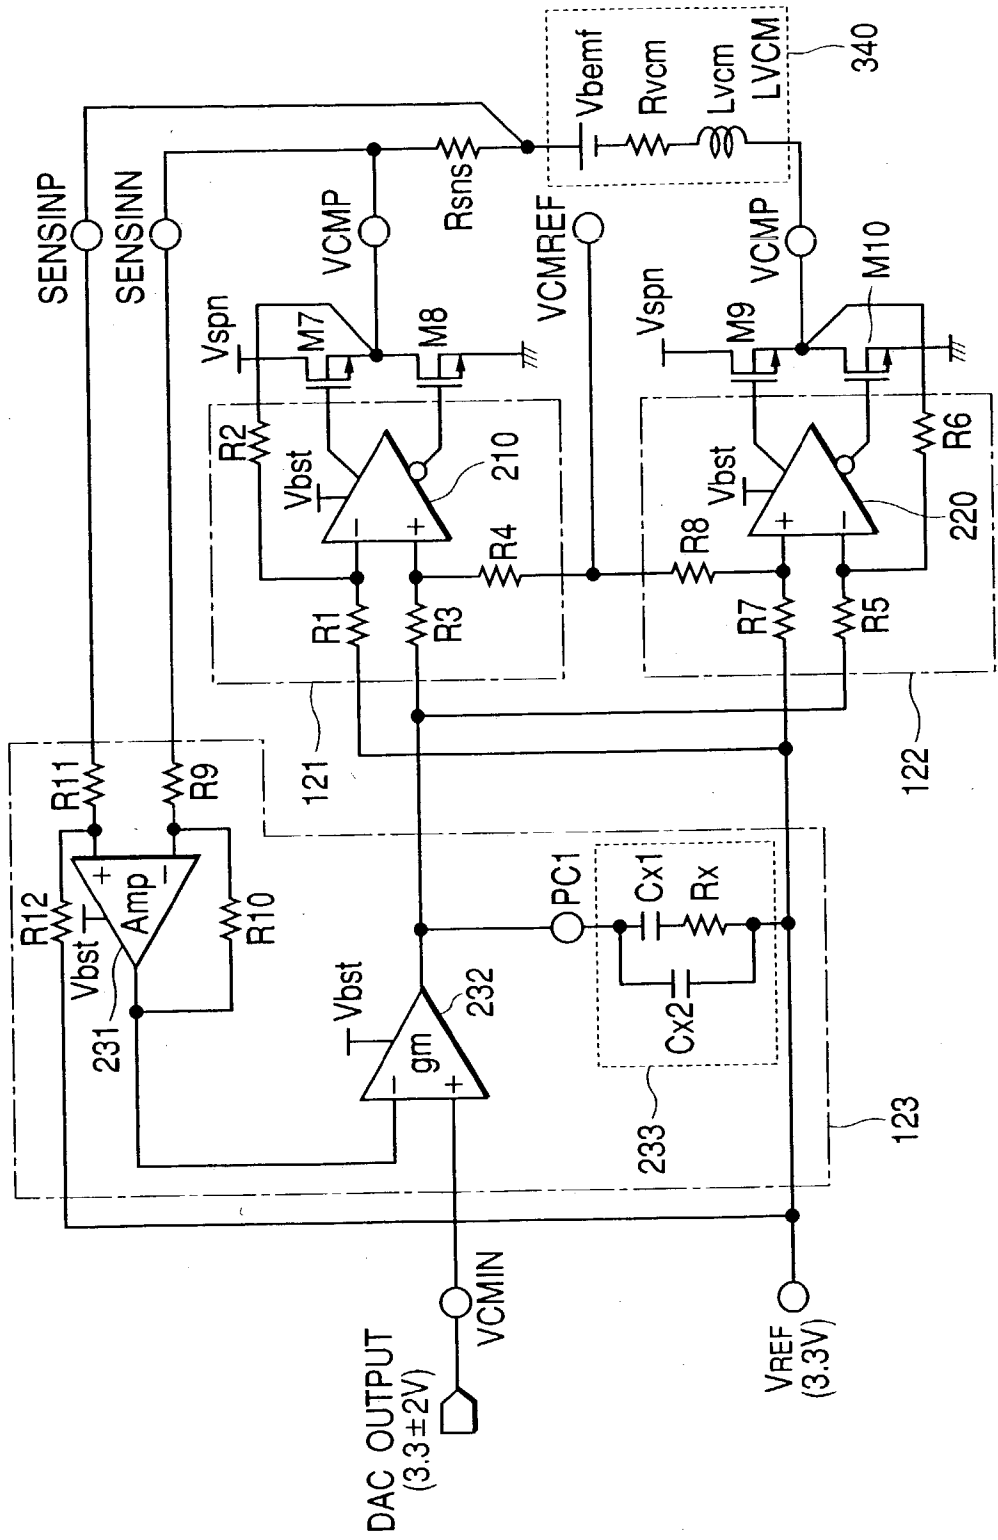 SENSINP
SENSINN
VCMP
Rsns
VCMREF
VCMP
Vbemf
Rvcm
Lvcm
LVCM
340
Vspn
M7
M8
Vspn
M9
M10
R2
Vbst
210
R1
R3
R4
121
Vbst
220
R6
R8
R7
R5
122
R11
R9
R12
Vbst
Amp
R10
231
Vbst
gm
232
PC1
Cx1
Rx
Cx2
233
123
DAC OUTPUT
(3.3±2V)
VCMIN
VREF
(3.3V)